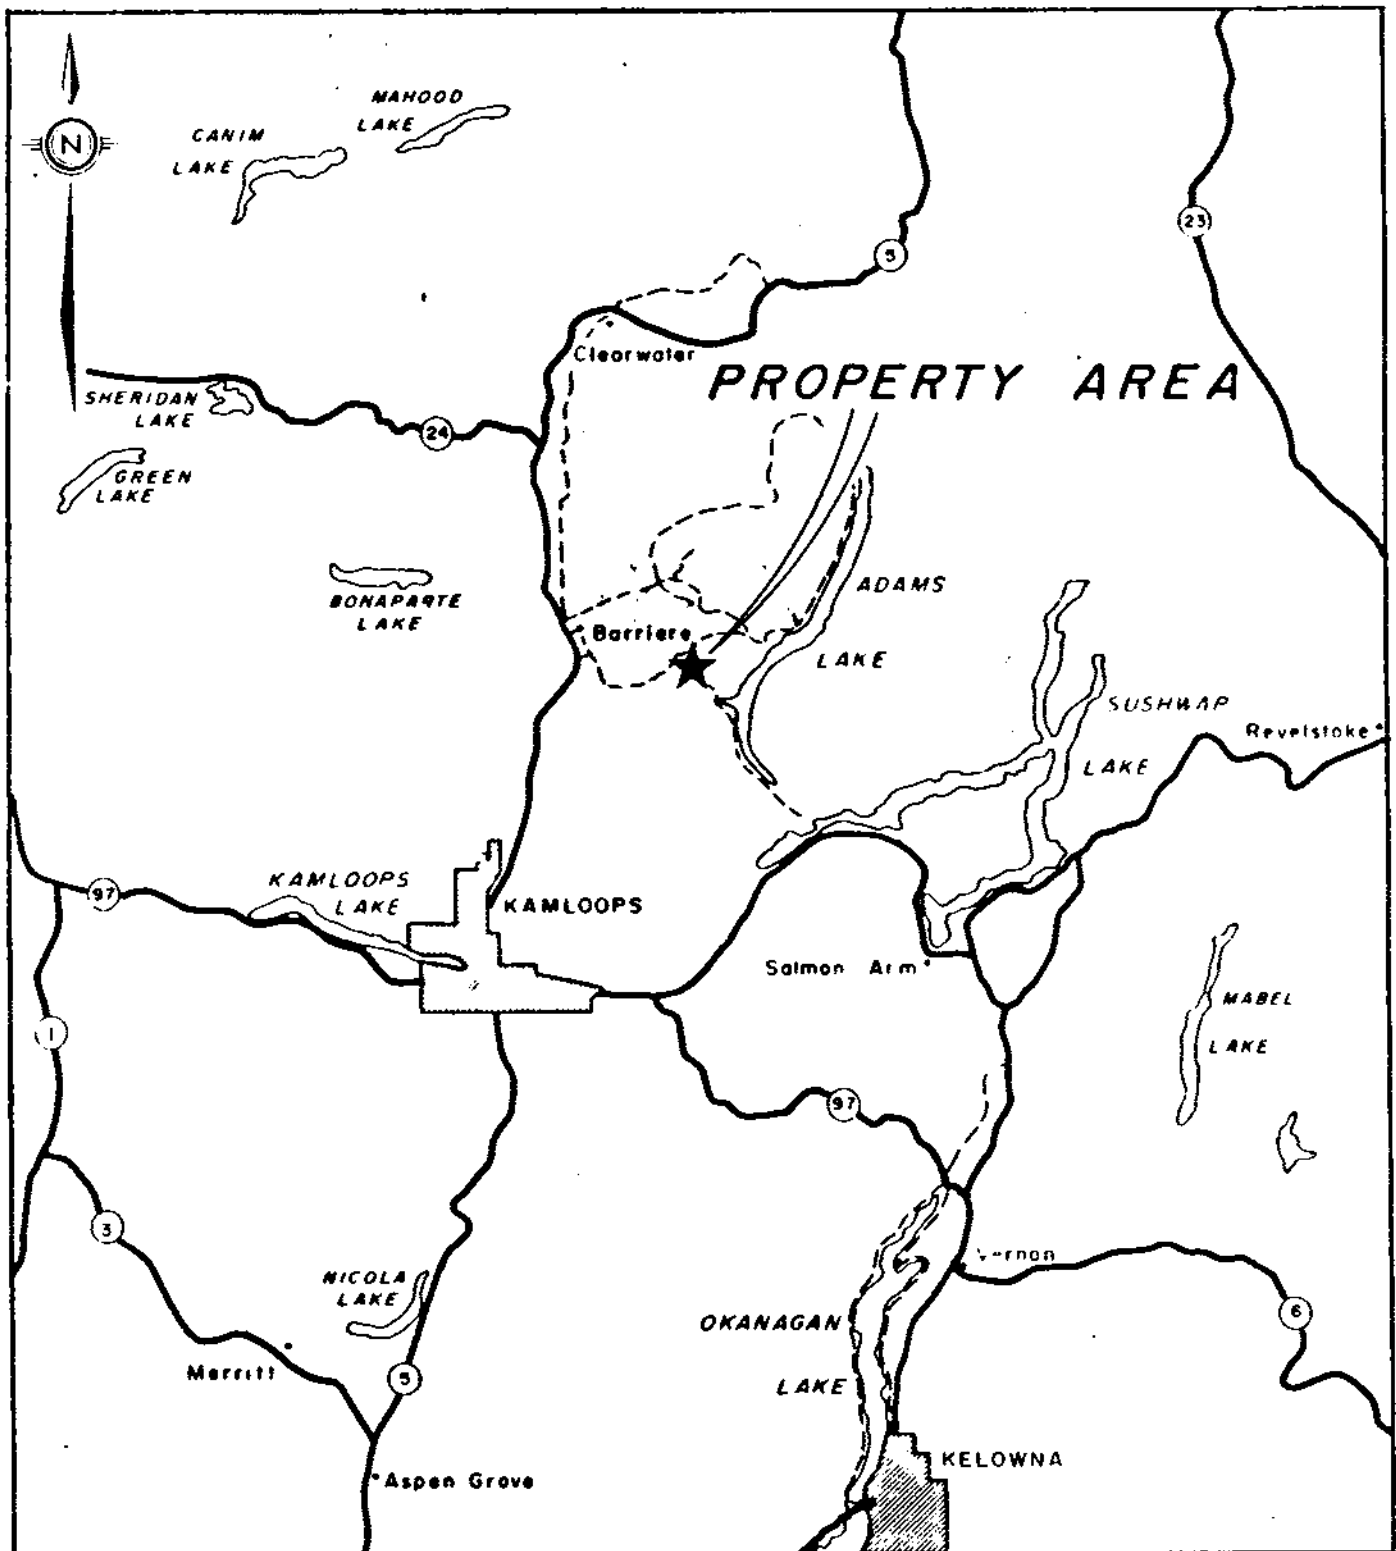 MAHOOD
LAKE
CANIM
LAKE
N
23
5
Clearwater
PROPERTY AREA
SHERIDAN
LAKE
24
GREEN
LAKE
ADAMS
LAKE
BONAPARTE
LAKE
Barriere
SUSHWAP
LAKE
Revelstoke
KAMLOOPS
LAKE
97
KAMLOOPS
Salmon Arm
MABEL
LAKE
1
97
3
Vernon
NICOLA
LAKE
OKANAGAN
LAKE
6
Merritt
5
KELOWNA
Aspen Grove